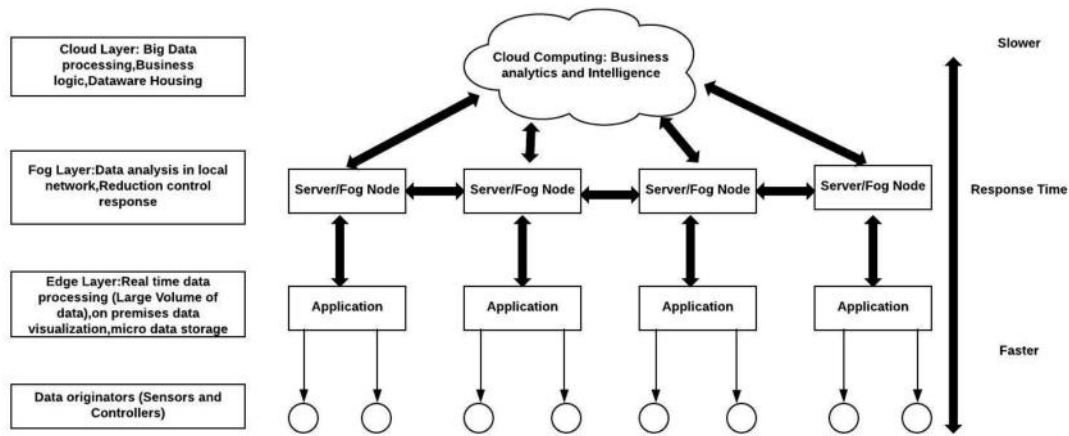 Cloud Layer: Big Data
processing,Business
logic,Dataware Housing
Cloud Computing: Business
analytics and Intelligence
Slower
Fog Layer:Data analysis in local
network,Reduction control
response
Server/Fog Node
Server/Fog Node
Server/Fog Node
Server/Fog Node
Response Time
Edge Layer:Real time data
processing (Large Volume of
data),on premises data
visualization,micro data storage
Application
Application
Application
Application
Faster
Data originators (Sensors and
Controllers)